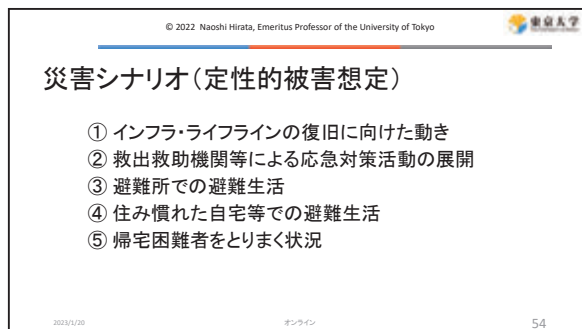 © 2022 Naoshi Hirata, Emeritus Professor of the University of Tokyo
東京大学
災害シナリオ（定性的被害想定）
① インフラ・ライフラインの復旧に向けた動き
② 救出救助機関等による応急対策活動の展開
③ 避難所での避難生活
④ 住み慣れた自宅等での避難生活
⑤ 帰宅困難者をとりまく状況
2023/1/20 オンライン 54